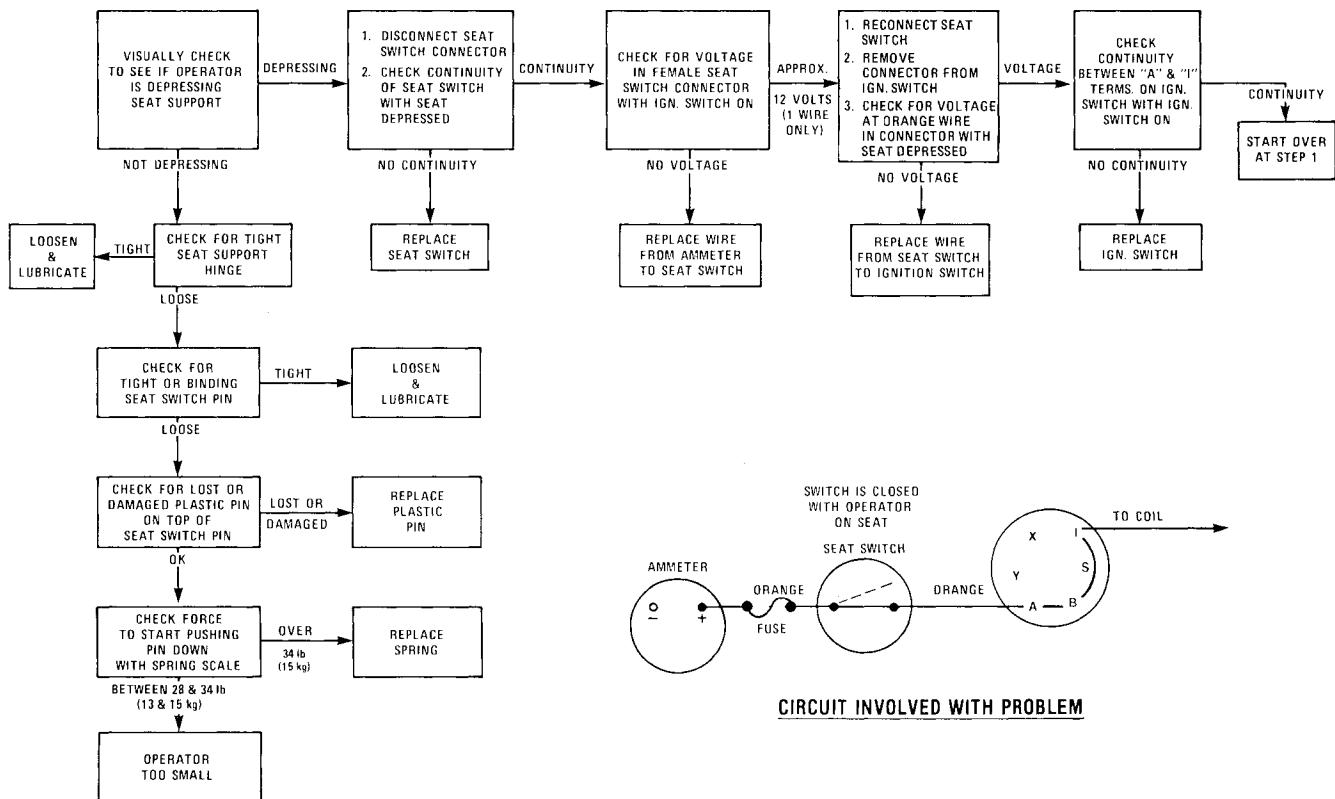 VISUALLY CHECK
TO SEE IF OPERATOR
IS DEPRESSING
SEAT SUPPORT
DEPRESSING
1. DISCONNECT SEAT
SWITCH CONNECTOR
2. CHECK CONTINUITY
OF SEAT SWITCH
WITH SEAT
DEPRESSED
CONTINUITY
CHECK FOR VOLTAGE
IN FEMALE SEAT
SWITCH CONNECTOR
WITH IGN. SWITCH ON
APPROX.
12 VOLTS
(1 WIRE
ONLY)
1. RECONNECT SEAT
SWITCH
2. REMOVE
CONNECTOR FROM
IGN. SWITCH
3. CHECK FOR VOLTAGE
AT ORANGE WIRE
IN CONNECTOR WITH
SEAT DEPRESSED
VOLTAGE
CHECK
CONTINUITY
BETWEEN "A" & "I"
TERMS. ON IGN.
SWITCH WITH IGN.
SWITCH ON
CONTINUITY
START OVER
AT STEP 1
NOT DEPRESSING
NO CONTINUITY
NO VOLTAGE
NO VOLTAGE
NO CONTINUITY
LOOSEN
&
LUBRICATE
TIGHT
CHECK FOR TIGHT
SEAT SUPPORT
HINGE
REPLACE
SEAT SWITCH
REPLACE WIRE
FROM AMMETER
TO SEAT SWITCH
REPLACE WIRE
FROM SEAT SWITCH
TO IGNITION SWITCH
REPLACE
IGN. SWITCH
LOOSE
CHECK FOR
TIGHT OR BINDING
SEAT SWITCH PIN
TIGHT
LOOSEN
&
LUBRICATE
LOOSE
CHECK FOR LOST OR
DAMAGED PLASTIC PIN
ON TOP OF
SEAT SWITCH PIN
LOST OR
DAMAGED
REPLACE
PLASTIC
PIN
OK
CHECK FORCE
TO START PUSHING
PIN DOWN
WITH SPRING SCALE
OVER
34 lb
(15 kg)
REPLACE
SPRING
BETWEEN 28 & 34 lb
(13 & 15 kg)
OPERATOR
TOO SMALL
SWITCH IS CLOSED
WITH OPERATOR
ON SEAT
SEAT SWITCH
AMMETER
–
+
ORANGE
FUSE
ORANGE
X
I
Y
S
A
B
TO COIL
CIRCUIT INVOLVED WITH PROBLEM